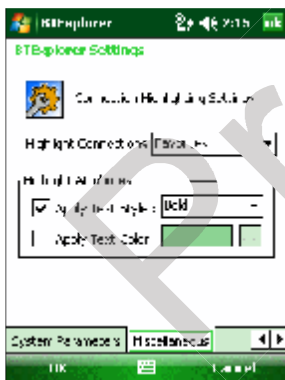 BTExplorer 2:15 ok
BTExplorer Settings
Connection Highlighting Settings
Highlight Connections Favorites
Highlight Attributes
Apply Text Style : Bold
Apply Text Color
System Parameters Miscellaneous
OK Cancel